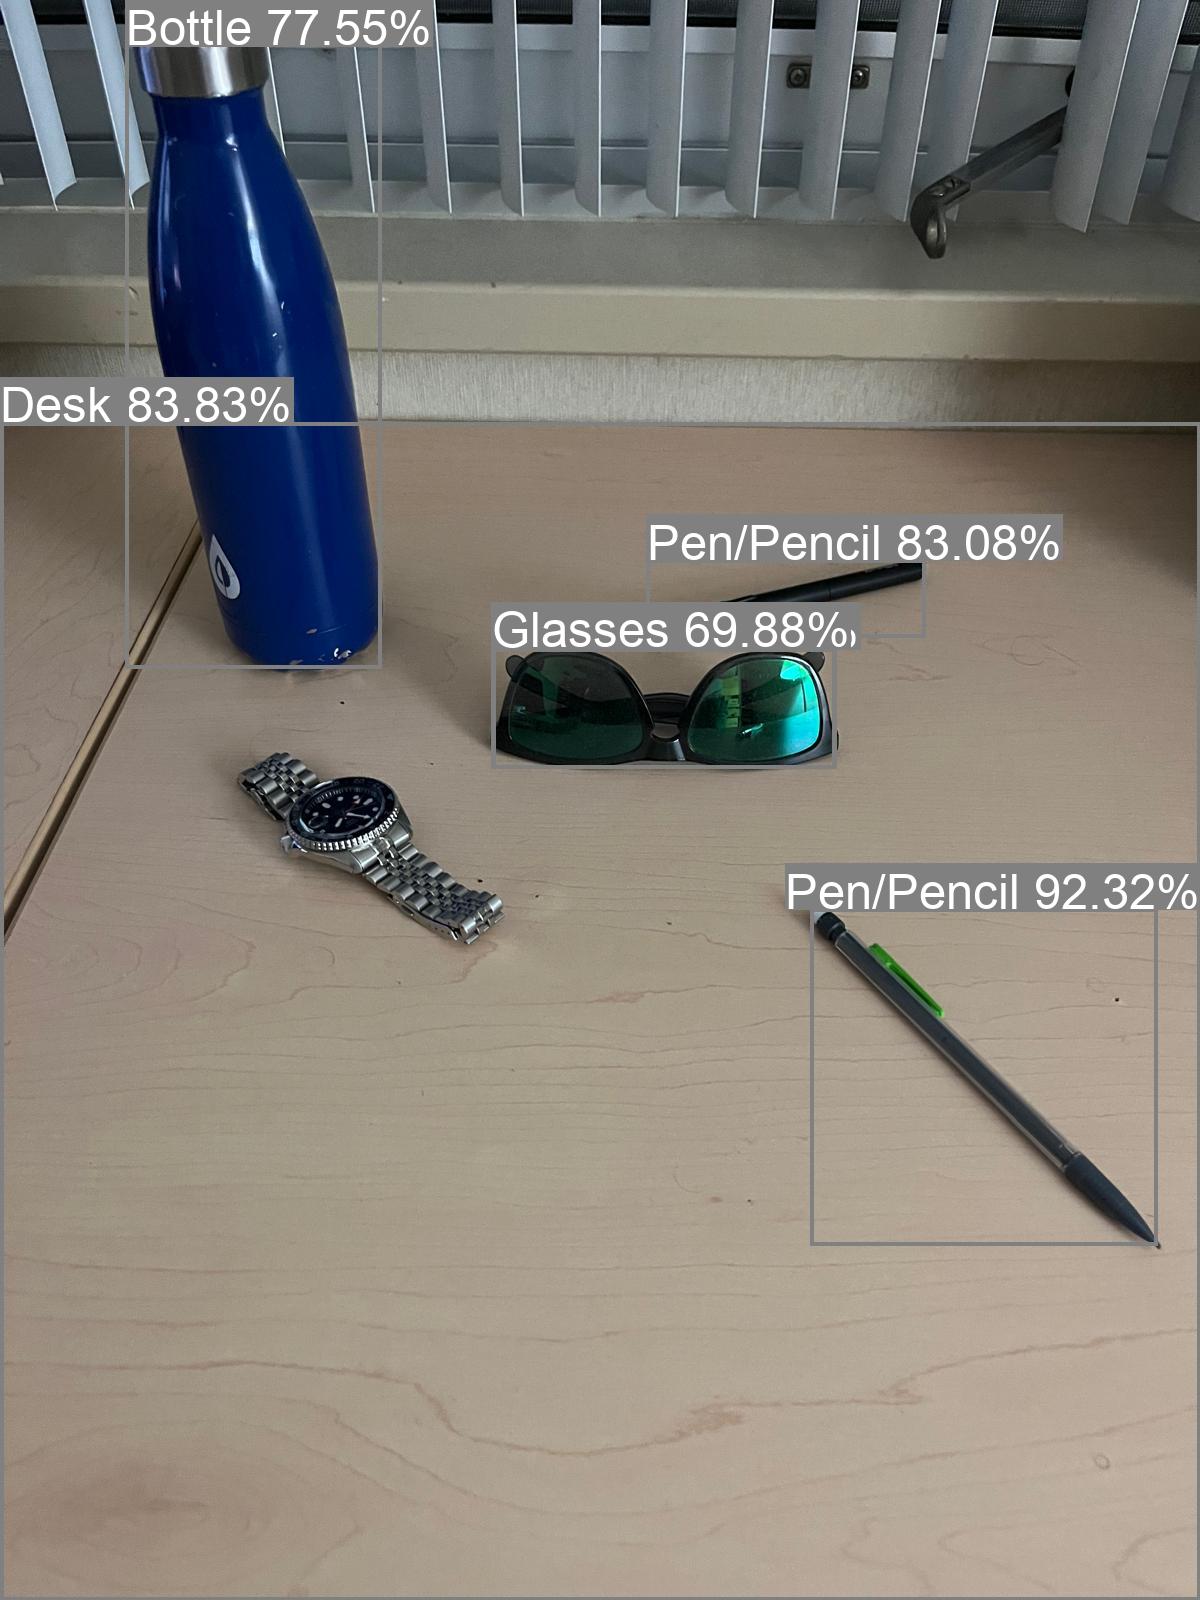 Bottle 77.55%
Desk 83.83%
Pen/Pencil 83.08%
Glasses 69.88%
Pen/Pencil 92.32%